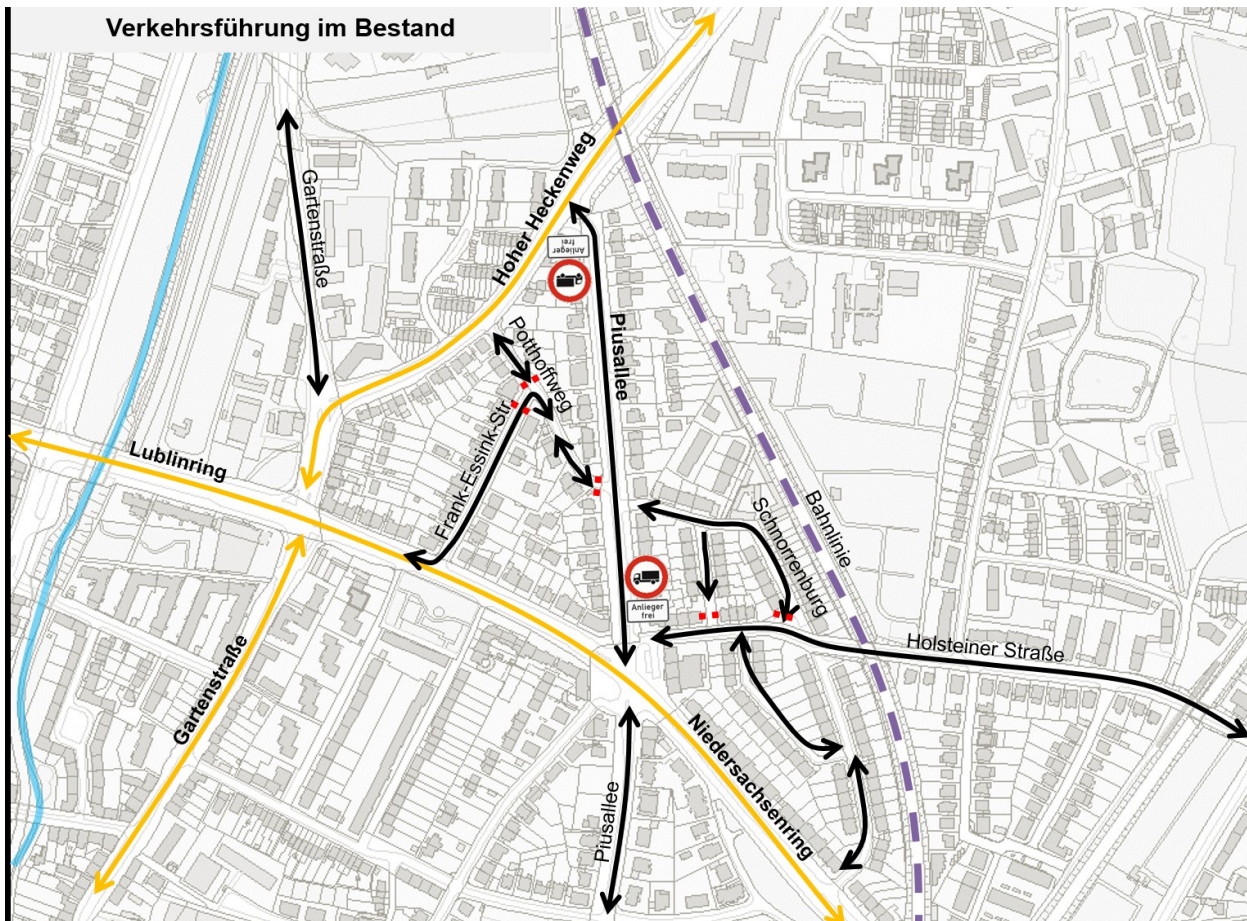 Verkehrsführung im Bestand
Gartenstraße
Hoher Heckenweg
Anlieger
frei
Potthoffweg
Piusallee
Lublinring
Frank-Essink-Str.
Schnorrenburg
Bahnlinie
Anlieger
frei
Holsteiner Straße
Gartenstraße
Niedersachsenring
Piusallee